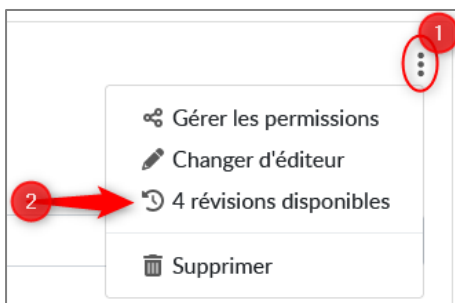 1
Gérer les permissions
Changer d'éditeur
2 4 révisions disponibles
Supprimer